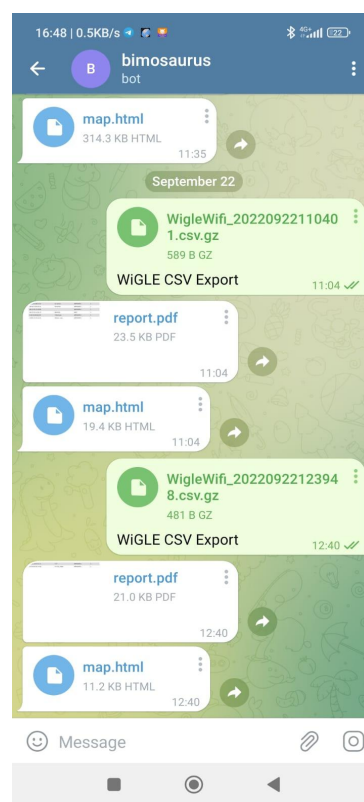 16:48 | 0.5KB/s
4G+
22
B
bimosaurus
bot
map.html
314.3 KB HTML
11:35
September 22
WigleWifi_2022092211040
1.csv.gz
589 B GZ
WiGLE CSV Export
11:04
report.pdf
23.5 KB PDF
11:04
map.html
19.4 KB HTML
11:04
WigleWifi_2022092212394
8.csv.gz
481 B GZ
WiGLE CSV Export
12:40
report.pdf
21.0 KB PDF
12:40
map.html
11.2 KB HTML
12:40
Message